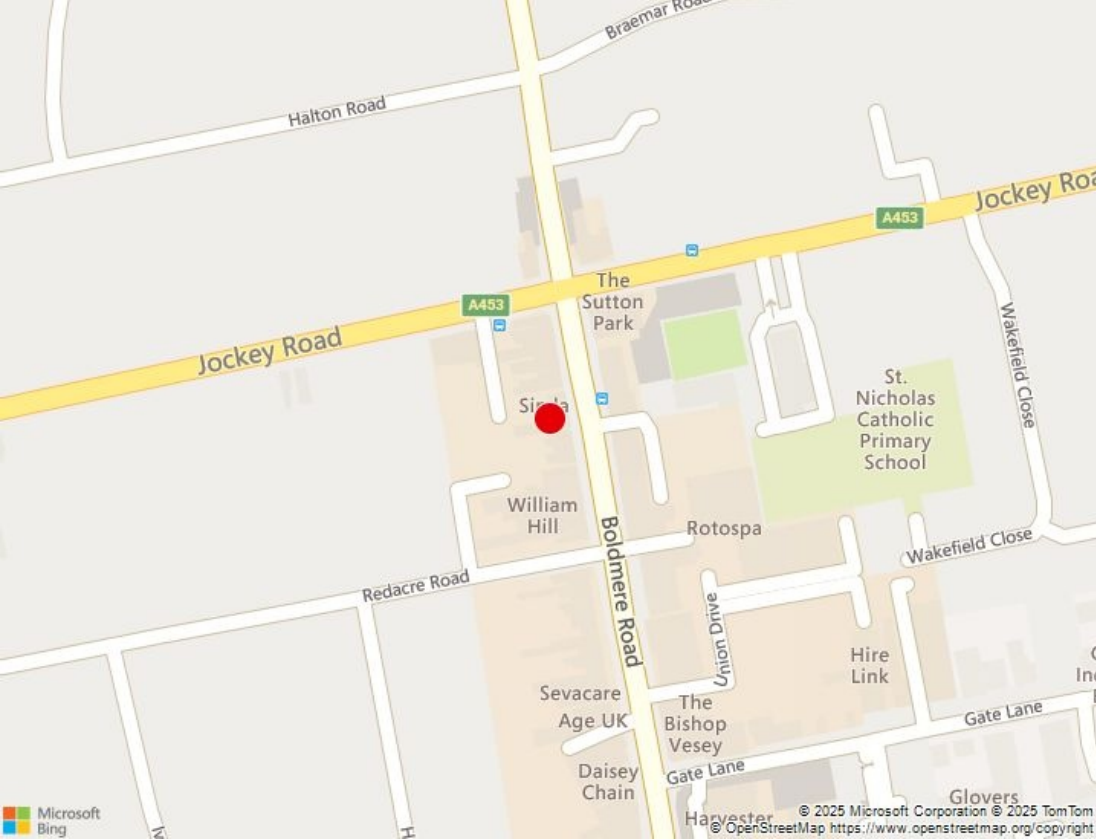 Braemar Road
Halton Road
Jockey Road
A453
The
Sutton
Park
A453
Jockey Road
Wakefield Close
St.
Nicholas
Catholic
Primary
School
William
Hill
Rotospa
Boldmere Road
Wakefield Close
Redacre Road
Union Drive
Hire
Link
Sevacare
Age UK
The
Bishop
Vesey
Gate Lane
Gate Lane
Daisey
Chain
Glovers
Harvester
Microsoft
Bing
© 2025 Microsoft Corporation © 2025 TomTom
© OpenStreetMap https://www.openstreetmap.org/copyright